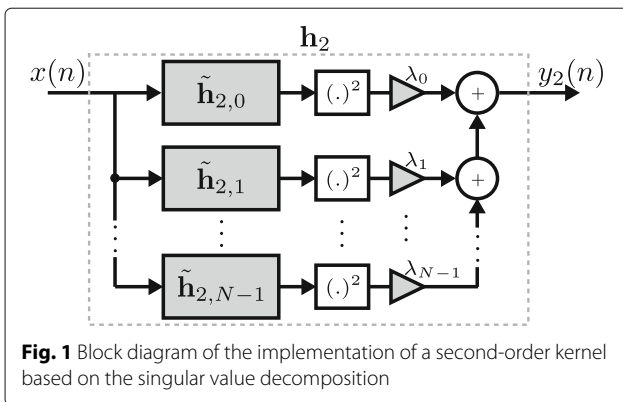 h₂
x(n) h̃₂,₀ (.)² λ₀ + y₂(n)
h̃₂,₁ (.)² λ₁ +
h̃₂,N−1 (.)² λN−1
Fig. 1 Block diagram of the implementation of a second-order kernel
based on the singular value decomposition